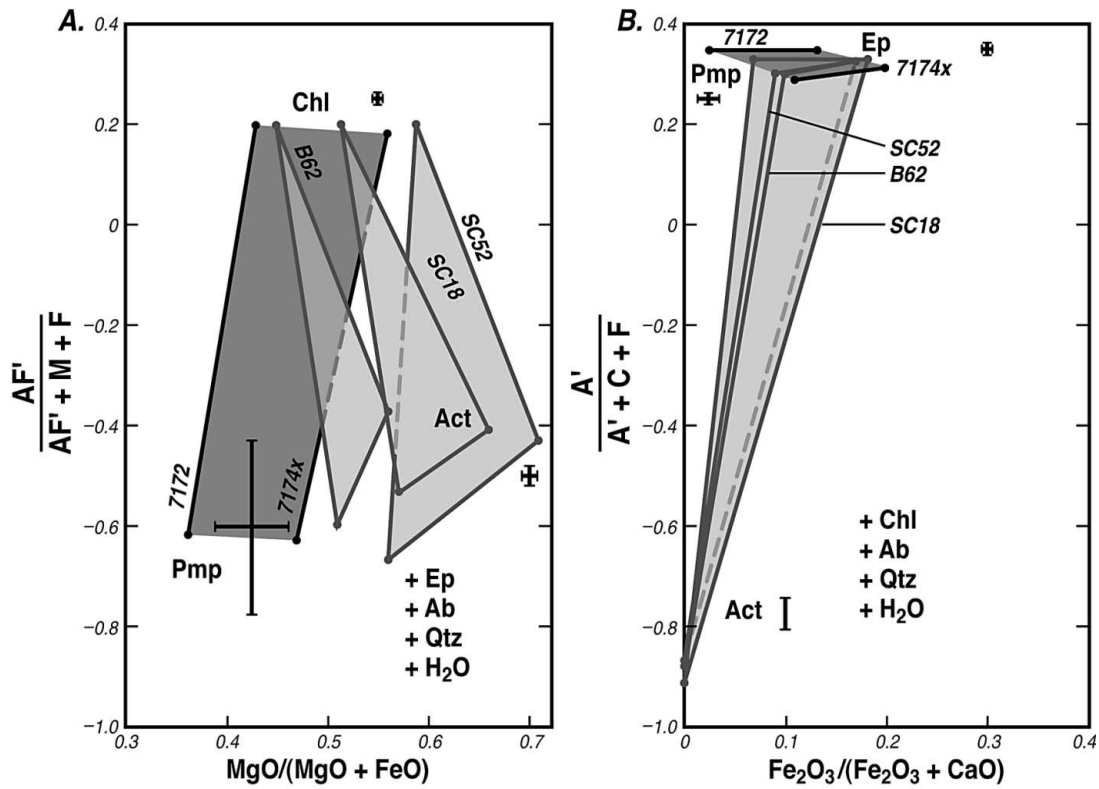 A.
0.4
0.2
0
−0.2
−0.4
−0.6
−0.8
−1.0
AF'
AF' + M + F
Chl
B62
SC52
SC18
Act
7172
7174x
Pmp
+ Ep
+ Ab
+ Qtz
+ H₂O
0.3
0.4
0.5
0.6
0.7
MgO/(MgO + FeO)
B.
0.4
0.2
0
−0.2
−0.4
−0.6
−0.8
−1.0
A'
A' + C + F
7172
Ep
Pmp
7174x
SC52
B62
SC18
+ Chl
+ Ab
+ Qtz
+ H₂O
Act
0
0.1
0.2
0.3
0.4
Fe₂O₃/(Fe₂O₃ + CaO)